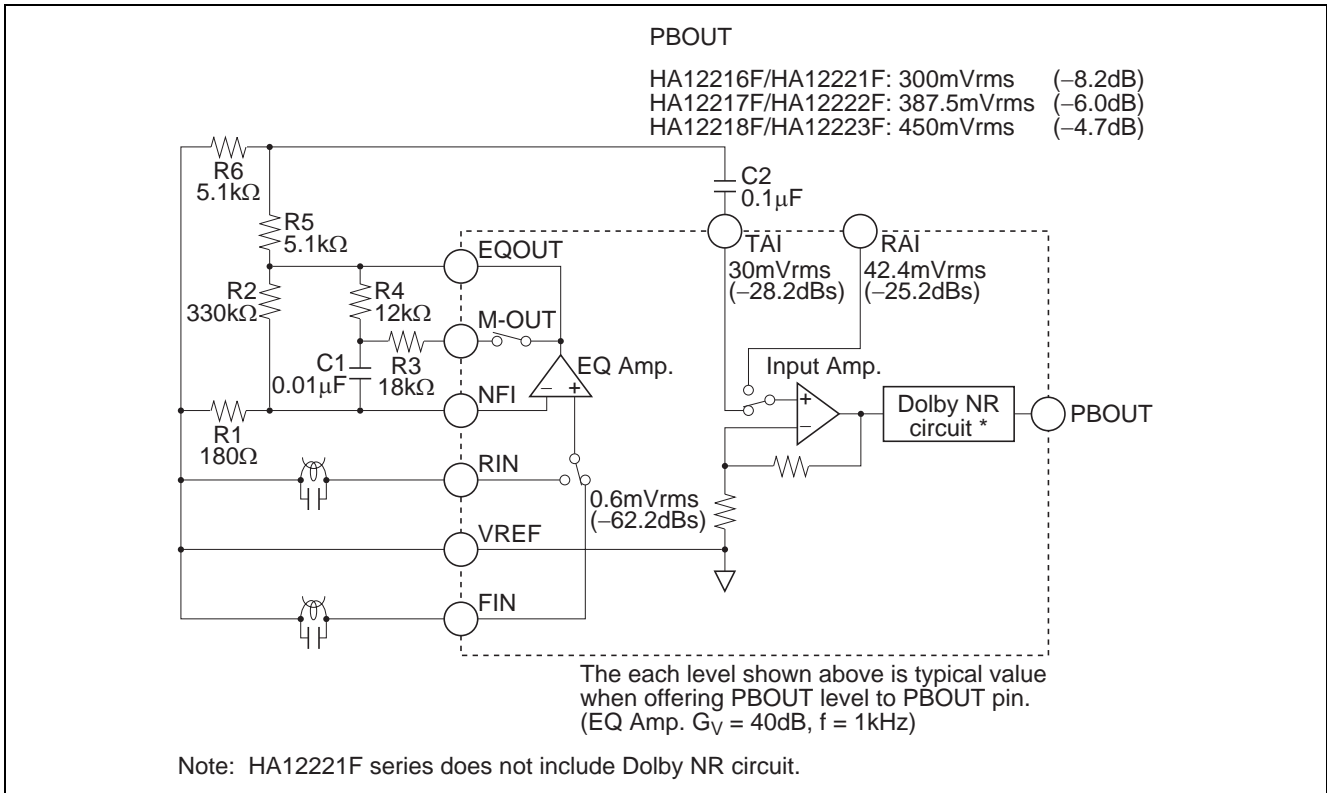 PBOUT
HA12216F/HA12221F: 300mVrms (−8.2dB)
HA12217F/HA12222F: 387.5mVrms (−6.0dB)
HA12218F/HA12223F: 450mVrms (−4.7dB)
R6
5.1kΩ
C2
0.1μF
R5
5.1kΩ
TAI
30mVrms
(−28.2dBs)
RAI
42.4mVrms
(−25.2dBs)
EQOUT
R2
330kΩ
R4
12kΩ
M-OUT
C1
0.01μF
R3
18kΩ
EQ Amp.
− +
Input Amp.
+
−
Dolby NR
circuit *
PBOUT
NFI
R1
180Ω
RIN
0.6mVrms
(−62.2dBs)
VREF
FIN
The each level shown above is typical value
when offering PBOUT level to PBOUT pin.
(EQ Amp. GV = 40dB, f = 1kHz)
Note: HA12221F series does not include Dolby NR circuit.